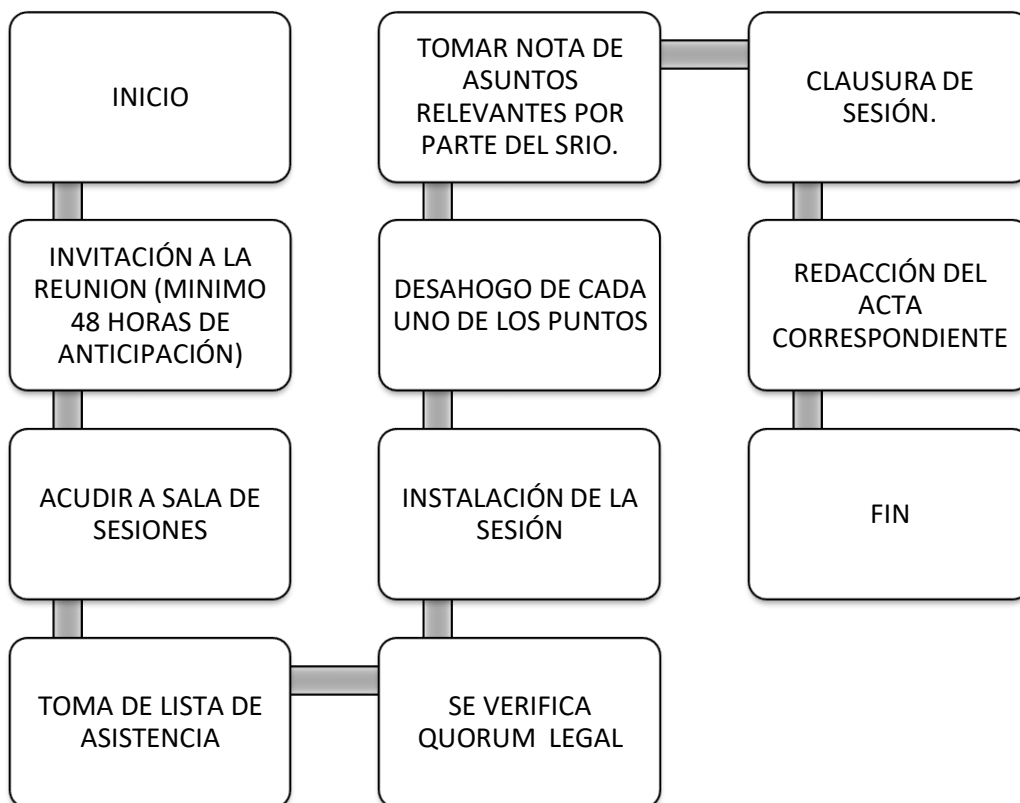 INICIO
INVITACIÓN A LA
REUNION (MINIMO
48 HORAS DE
ANTICIPACIÓN)
ACUDIR A SALA DE
SESIONES
TOMA DE LISTA DE
ASISTENCIA
SE VERIFICA
QUORUM LEGAL
INSTALACIÓN DE LA
SESIÓN
DESAHOGO DE CADA
UNO DE LOS PUNTOS
TOMAR NOTA DE
ASUNTOS
RELEVANTES POR
PARTE DEL SRIO.
CLAUSURA DE
SESIÓN.
REDACCIÓN DEL
ACTA
CORRESPONDIENTE
FIN